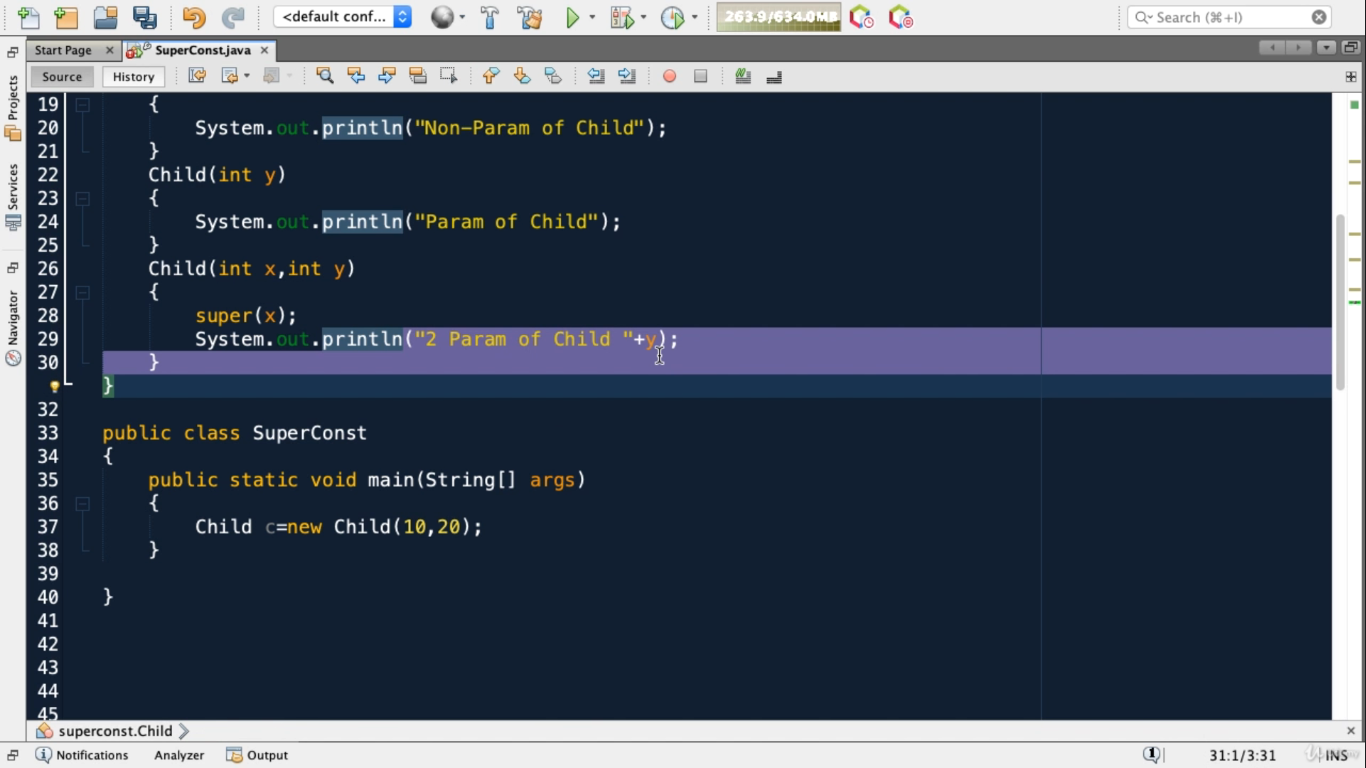 <default conf...
263.9/634.0MB
Search (⌘+I)
Start Page
SuperConst.java
Source
History
Projects
Services
Navigator
19 {
20 System.out.println("Non-Param of Child");
21 }
22 Child(int y)
23 {
24 System.out.println("Param of Child");
25 }
26 Child(int x,int y)
27 {
28 super(x);
29 System.out.println("2 Param of Child "+y);
30 }
}
32
33 public class SuperConst
34 {
35 public static void main(String[] args)
36 {
37 Child c=new Child(10,20);
38 }
39
40 }
41
42
43
44
45
superconst.Child
Notifications
Analyzer
Output
1
31:1/3:31
INS